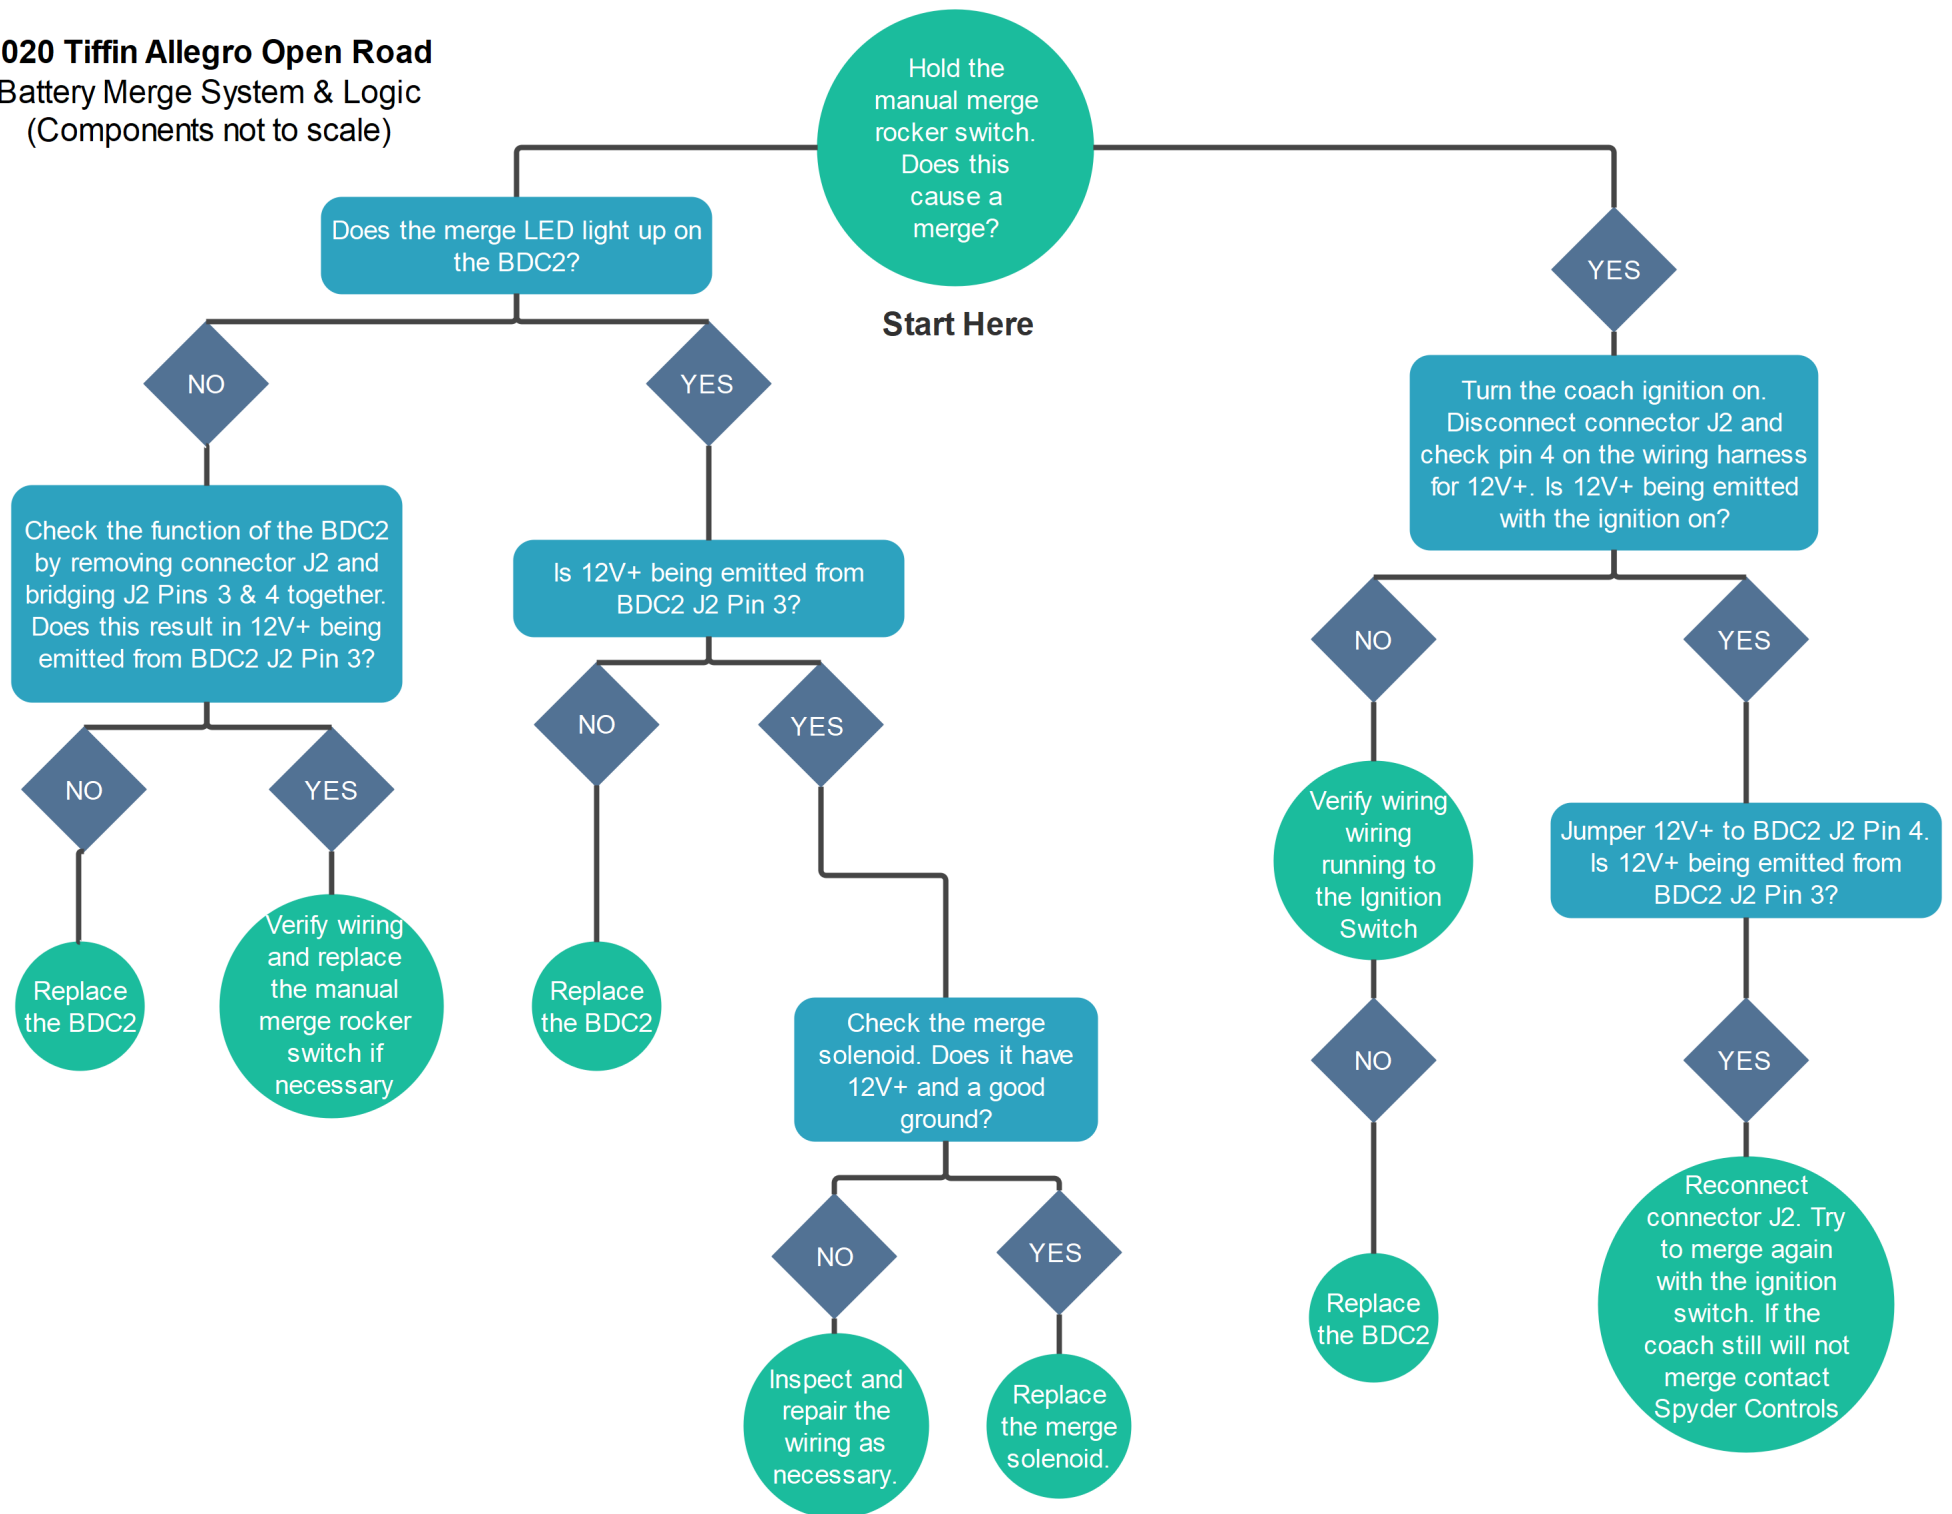 020 Tiffin Allegro Open Road
Battery Merge System & Logic
(Components not to scale)
Hold the
manual merge
rocker switch.
Does this
cause a
merge?
Start Here
Does the merge LED light up on
the BDC2?
NO
YES
Check the function of the BDC2
by removing connector J2 and
bridging J2 Pins 3 & 4 together.
Does this result in 12V+ being
emitted from BDC2 J2 Pin 3?
NO
YES
Replace
the BDC2
Verify wiring
and replace
the manual
merge rocker
switch if
necessary
Is 12V+ being emitted from
BDC2 J2 Pin 3?
NO
YES
Replace
the BDC2
Check the merge
solenoid. Does it have
12V+ and a good
ground?
NO
YES
Inspect and
repair the
wiring as
necessary.
Replace
the merge
solenoid.
YES
Turn the coach ignition on.
Disconnect connector J2 and
check pin 4 on the wiring harness
for 12V+. Is 12V+ being emitted
with the ignition on?
NO
YES
Verify wiring
wiring
running to
the Ignition
Switch
NO
Replace
the BDC2
Jumper 12V+ to BDC2 J2 Pin 4.
Is 12V+ being emitted from
BDC2 J2 Pin 3?
YES
Reconnect
connector J2. Try
to merge again
with the ignition
switch. If the
coach still will not
merge contact
Spyder Controls